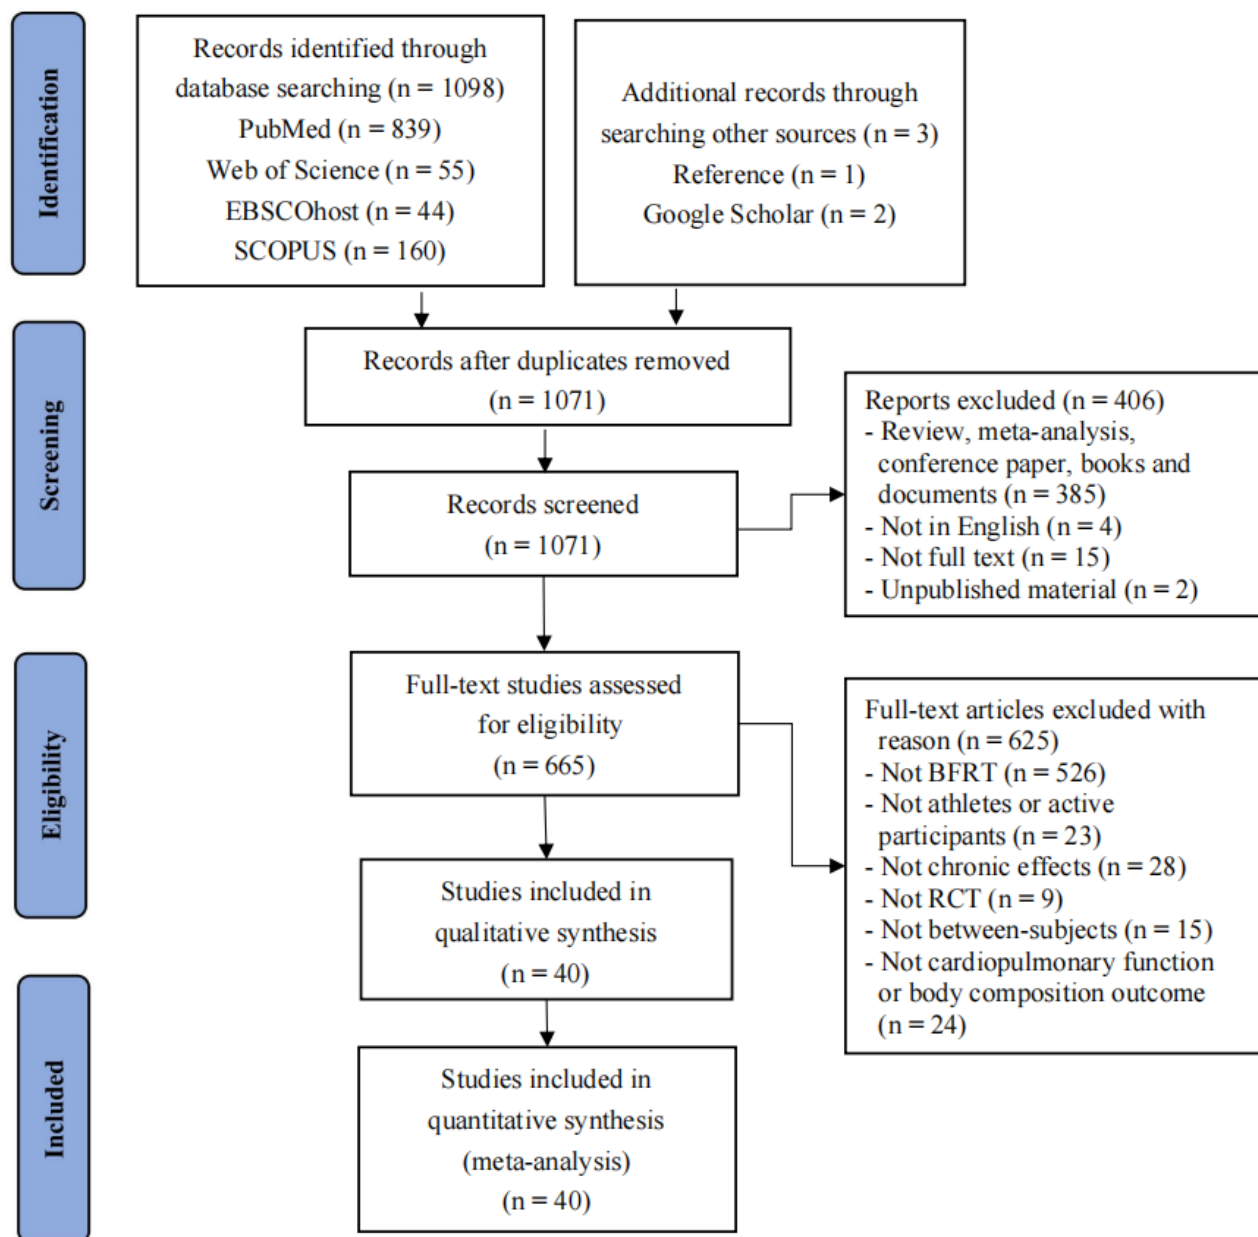 Identification
Records identified through
database searching (n = 1098)
PubMed (n = 839)
Web of Science (n = 55)
EBSCOhost (n = 44)
SCOPUS (n = 160)
Additional records through
searching other sources (n = 3)
Reference (n = 1)
Google Scholar (n = 2)
Screening
Records after duplicates removed
(n = 1071)
Records screened
(n = 1071)
Reports excluded (n = 406)
- Review, meta-analysis,
conference paper, books and
documents (n = 385)
- Not in English (n = 4)
- Not full text (n = 15)
- Unpublished material (n = 2)
Eligibility
Full-text studies assessed
for eligibility
(n = 665)
Full-text articles excluded with
reason (n = 625)
- Not BFRT (n = 526)
- Not athletes or active
participants (n = 23)
- Not chronic effects (n = 28)
- Not RCT (n = 9)
- Not between-subjects (n = 15)
- Not cardiopulmonary function
or body composition outcome
(n = 24)
Studies included in
qualitative synthesis
(n = 40)
Included
Studies included in
quantitative synthesis
(meta-analysis)
(n = 40)